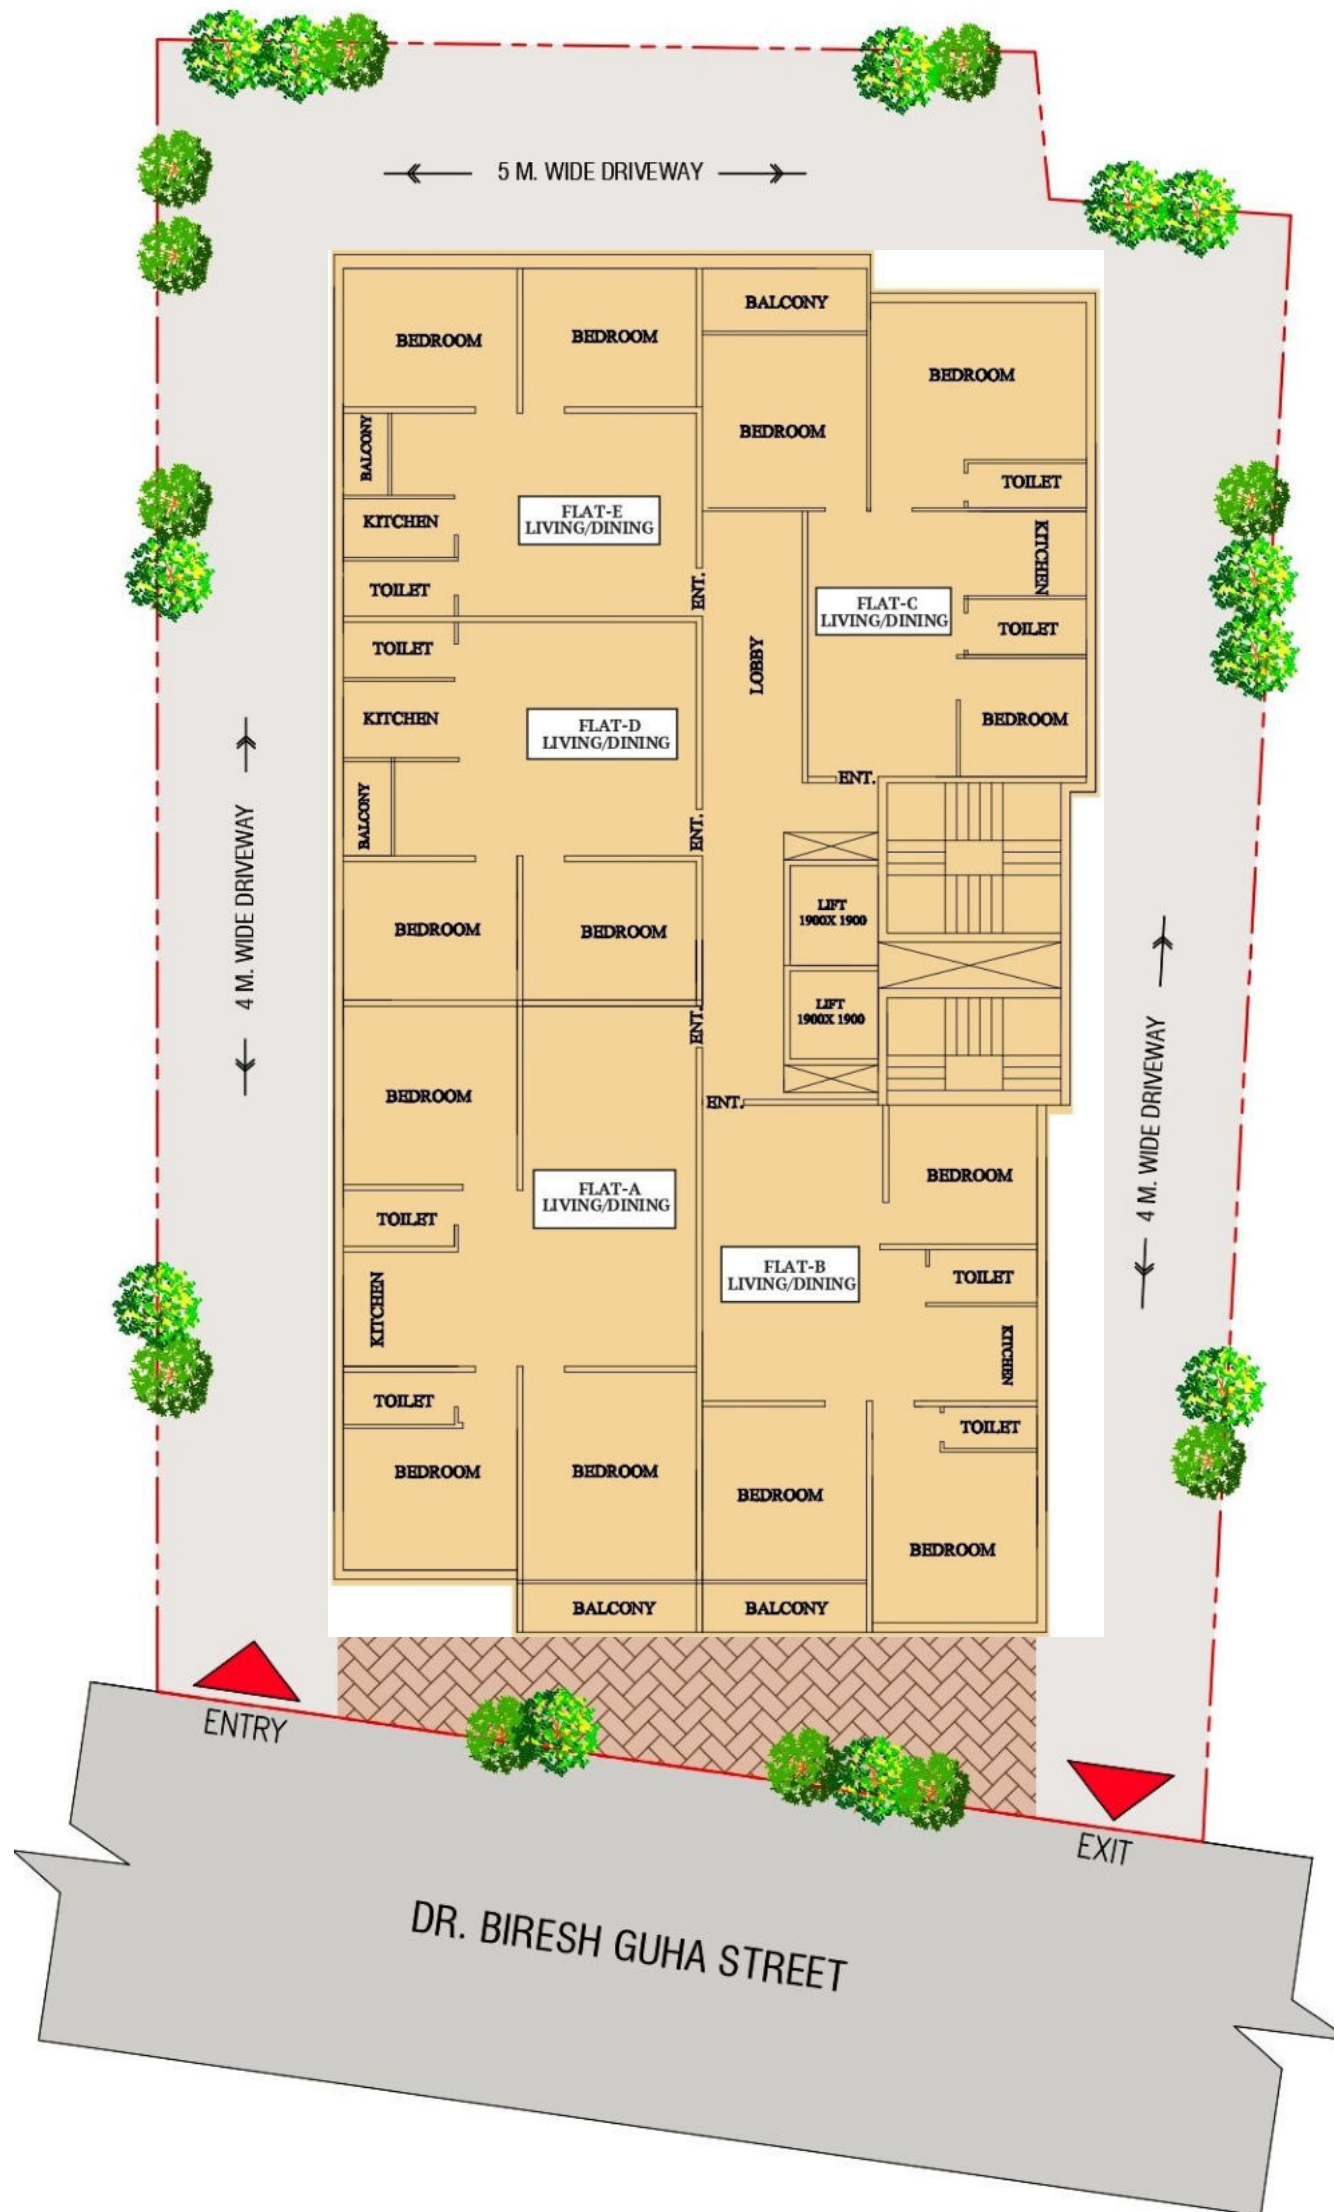 5 M. WIDE DRIVEWAY
BALCONY
BEDROOM
BEDROOM
BEDROOM
BEDROOM
BALCONY
TOILET
KITCHEN
FLAT-E
LIVING/DINING
KITCHEN
TOILET
ENT.
FLAT-C
LIVING/DINING
TOILET
TOILET
LOBBY
KITCHEN
FLAT-D
LIVING/DINING
BEDROOM
ENT.
BALCONY
ENT.
4 M. WIDE DRIVEWAY
LIFT
1900X 1900
BEDROOM
BEDROOM
LIFT
1900X 1900
ENT.
BEDROOM
ENT.
4 M. WIDE DRIVEWAY
BEDROOM
FLAT-A
LIVING/DINING
TOILET
FLAT-B
LIVING/DINING
TOILET
KITCHEN
KITCHEN
TOILET
TOILET
BEDROOM
BEDROOM
BEDROOM
BEDROOM
BALCONY
BALCONY
ENTRY
EXIT
DR. BIRESH GUHA STREET